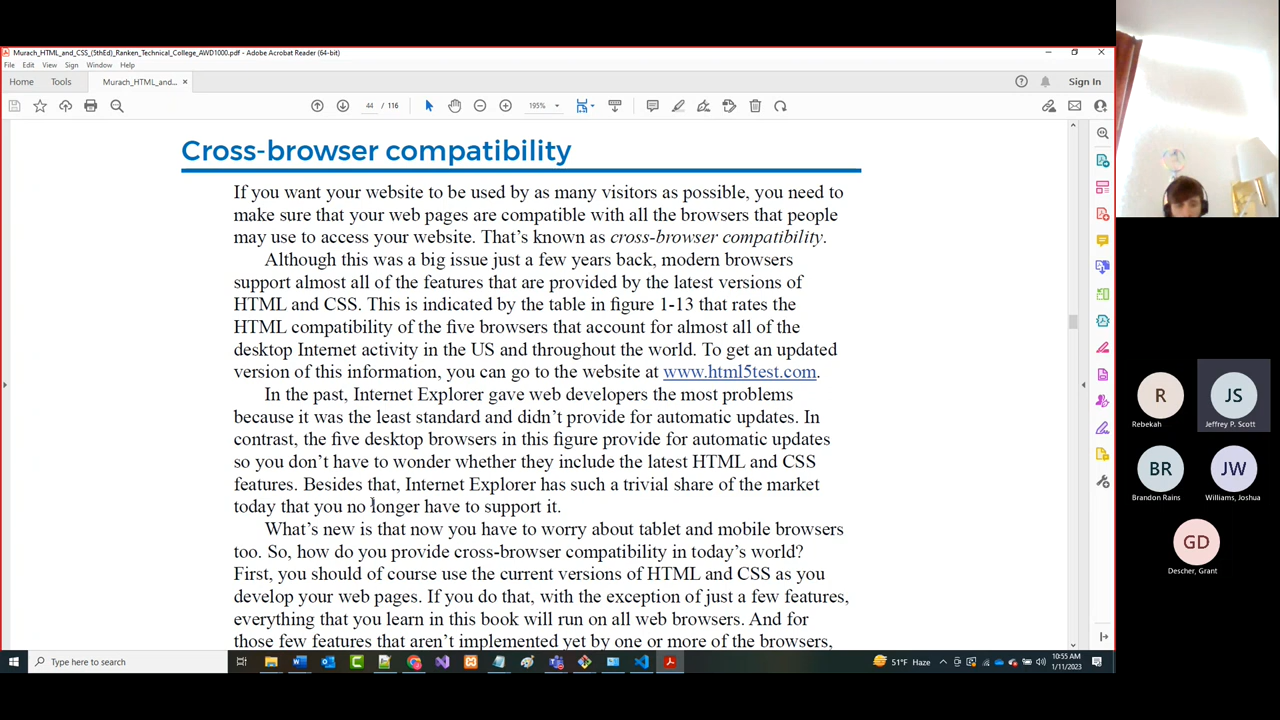 Murach_HTML_and_CSS_(5thEd)_Ranken_Technical_College_AWD1000.pdf - Adobe Acrobat Reader (64-bit)
File Edit View Sign Window Help
Home Tools Murach_HTML_and... × Sign In
44 / 116 195%
Cross-browser compatibility
If you want your website to be used by as many visitors as possible, you need to
make sure that your web pages are compatible with all the browsers that people
may use to access your website. That’s known as cross-browser compatibility.
Although this was a big issue just a few years back, modern browsers
support almost all of the features that are provided by the latest versions of
HTML and CSS. This is indicated by the table in figure 1-13 that rates the
HTML compatibility of the five browsers that account for almost all of the
desktop Internet activity in the US and throughout the world. To get an updated
version of this information, you can go to the website at www.html5test.com.
In the past, Internet Explorer gave web developers the most problems
because it was the least standard and didn’t provide for automatic updates. In
contrast, the five desktop browsers in this figure provide for automatic updates
so you don’t have to wonder whether they include the latest HTML and CSS
features. Besides that, Internet Explorer has such a trivial share of the market
today that you no longer have to support it.
What’s new is that now you have to worry about tablet and mobile browsers
too. So, how do you provide cross-browser compatibility in today’s world?
First, you should of course use the current versions of HTML and CSS as you
develop your web pages. If you do that, with the exception of just a few features,
everything that you learn in this book will run on all web browsers. And for
those few features that aren’t implemented yet by one or more of the browsers,
Type here to search
51°F Haze
10:55 AM
1/11/2023
R JS
Rebekah Jeffrey P. Scott
BR JW
Brandon Rains Williams, Joshua
GD
Descher, Grant